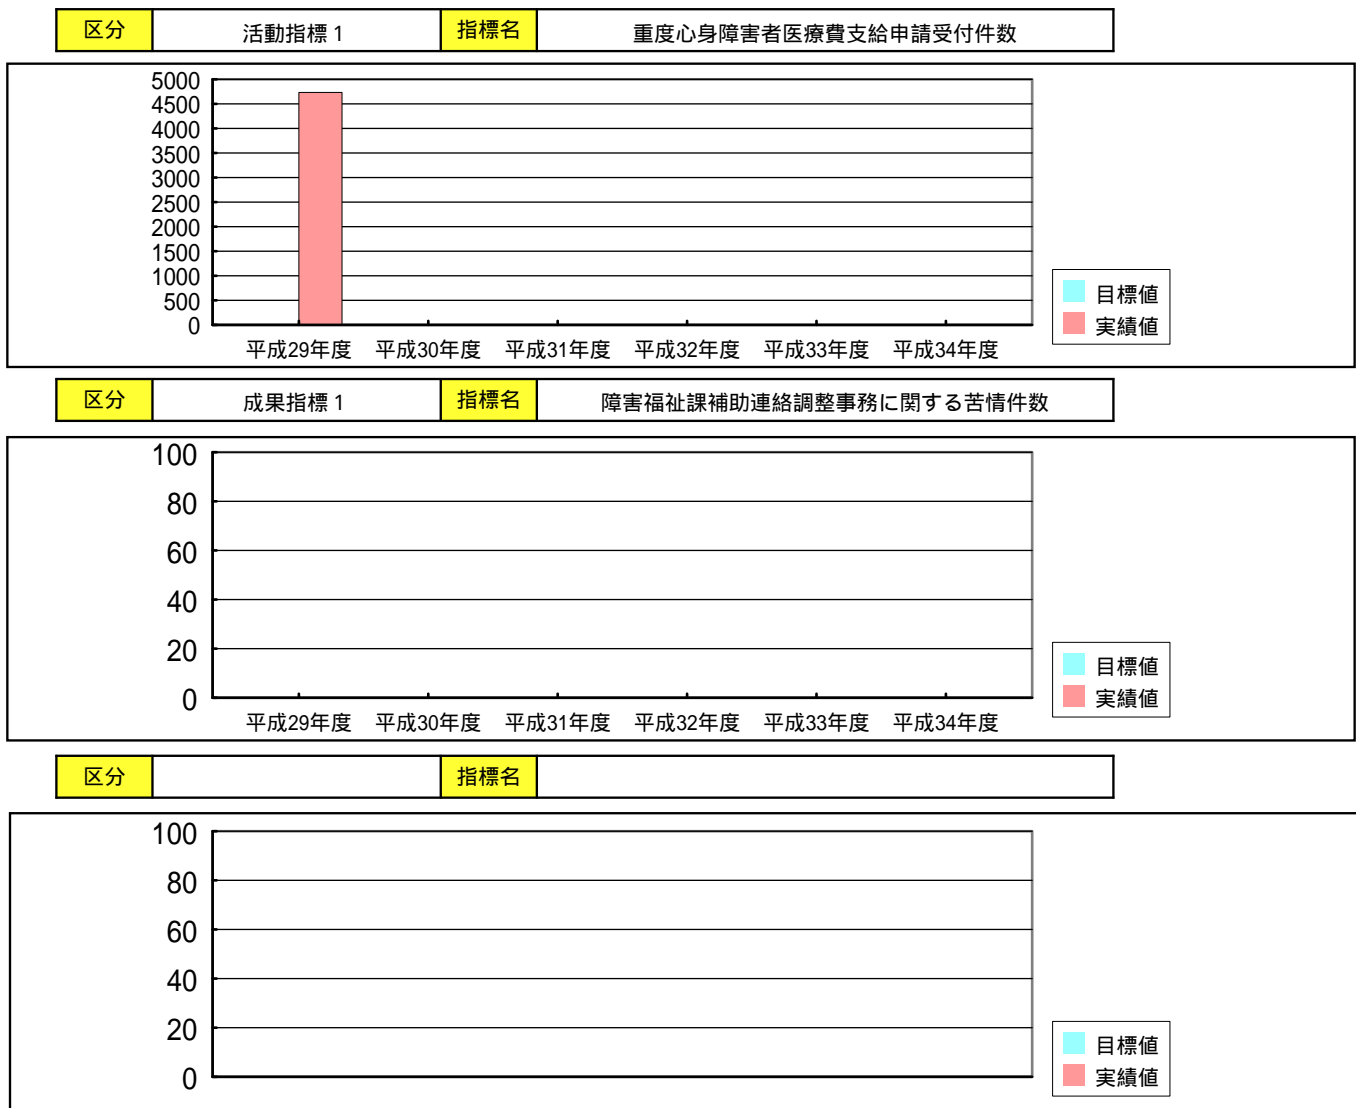 区分 活動指標1 指標名 重度心身障害者医療費支給申請受付件数
5000
4500
4000
3500
3000
2500
2000
1500
1000
500
0
平成29年度 平成30年度 平成31年度 平成32年度 平成33年度 平成34年度
目標値
実績値
区分 成果指標1 指標名 障害福祉課補助連絡調整事務に関する苦情件数
100
80
60
40
20
0
平成29年度 平成30年度 平成31年度 平成32年度 平成33年度 平成34年度
目標値
実績値
区分 指標名
100
80
60
40
20
0
目標値
実績値